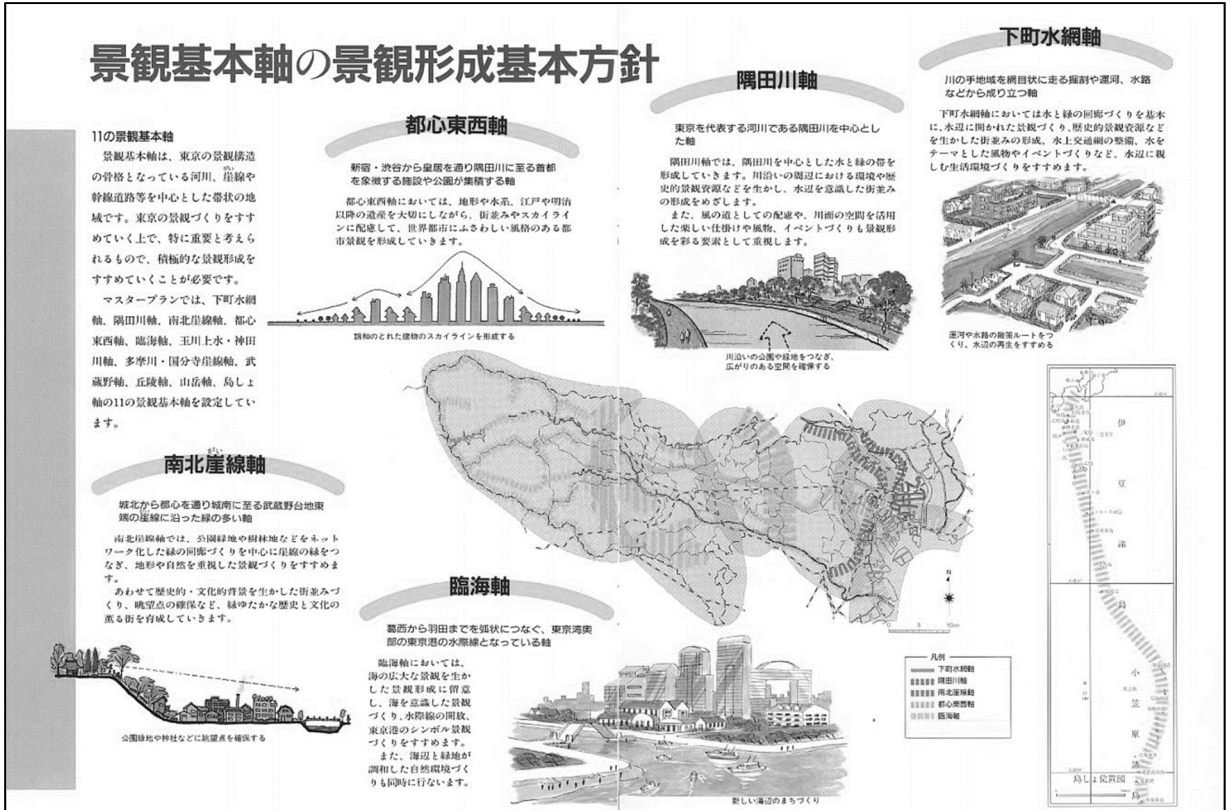 景観基本軸の景観形成基本方針
11の景観基本軸
景観基本軸は、東京の景観構造
の骨格となっている河川、崖線や
幹線道路等を中心とした帯状の地
域です。東京の景観づくりをすす
めていく上で、特に重要と考えら
れるもので、積極的な景観形成を
すすめていくことが必要です。
マスタープランでは、下町水網
軸、隅田川軸、南北崖線軸、都心
東西軸、臨海軸、玉川上水・神田
川軸、多摩川・国分寺崖線軸、武
蔵野軸、丘陵軸、山岳軸、島しょ
軸の11の景観基本軸を設定してい
ます。
都心東西軸
新宿・渋谷から皇居を通り隅田川に至る首都
を象徴する施設や公園が集積する軸
都心東西軸においては、地形や水系、江戸や明治
以降の遺産を大切にしながら、街並みやスカイライ
ンに配慮して、世界都市にふさわしい風格のある都
市景観を形成していきます。
調和のとれた建物のスカイラインを形成する
隅田川軸
東京を代表する河川である隅田川を中心とし
た軸
隅田川軸では、隅田川を中心とした水と緑の帯を
形成していきます。川沿いの周辺における環境や歴
史的景観資源などを生かし、水辺を意識した街並み
の形成をめざします。
また、風の道としての配慮や、川面の空間を活用
した楽しい仕掛けや風物、イベントづくりも景観形
成を彩る要素として重視します。
川沿いの公園や緑地をつなぎ、
広がりのある空間を確保する
下町水網軸
川の手地域を網目状に走る掘割や運河、水路
などから成り立つ軸
下町水網軸においては水と緑の回廊づくりを基本
に、水辺に開かれた景観づくり、歴史的景観資源など
を生かした街並みの形成、水上交通網の整備、水を
テーマとした風物やイベントづくりなど、水辺に親
しむ生活環境づくりをすすめます。
運河や水路の散策ルートをつ
くり、水辺の再生をすすめる
南北崖線軸
がい
城北から都心を通り城南に至る武蔵野台地東
端の崖線に沿った緑の多い軸
南北崖線軸では、公園緑地や樹林地などをネット
ワーク化した緑の回廊づくりを中心に崖線の緑をつ
なぎ、地形や自然を重視した景観づくりをすすめま
す。
あわせて歴史的・文化的背景を生かした街並みづ
くり、眺望点の確保など、緑ゆたかな歴史と文化の
薫る街を育成していきます。
公園緑地や神社などに眺望点を確保する
臨海軸
葛西から羽田までを弧状につなぐ、東京湾奥
部の東京港の水際線となっている軸
臨海軸においては、
海の広大な景観を生か
した景観形成に留意
し、海を意識した景観
づくり、水際線の開放、
東京港のシンボル景観
づくりをすすめます。
また、海辺と緑地が
調和した自然環境づく
りも同時に行ないます。
新しい海辺のまちづくり
N
0 5 10km
凡例
下町水網軸
隅田川軸
南北崖線軸
都心東西軸
臨海軸
伊豆諸島
小笠原諸島
島しょ位置図